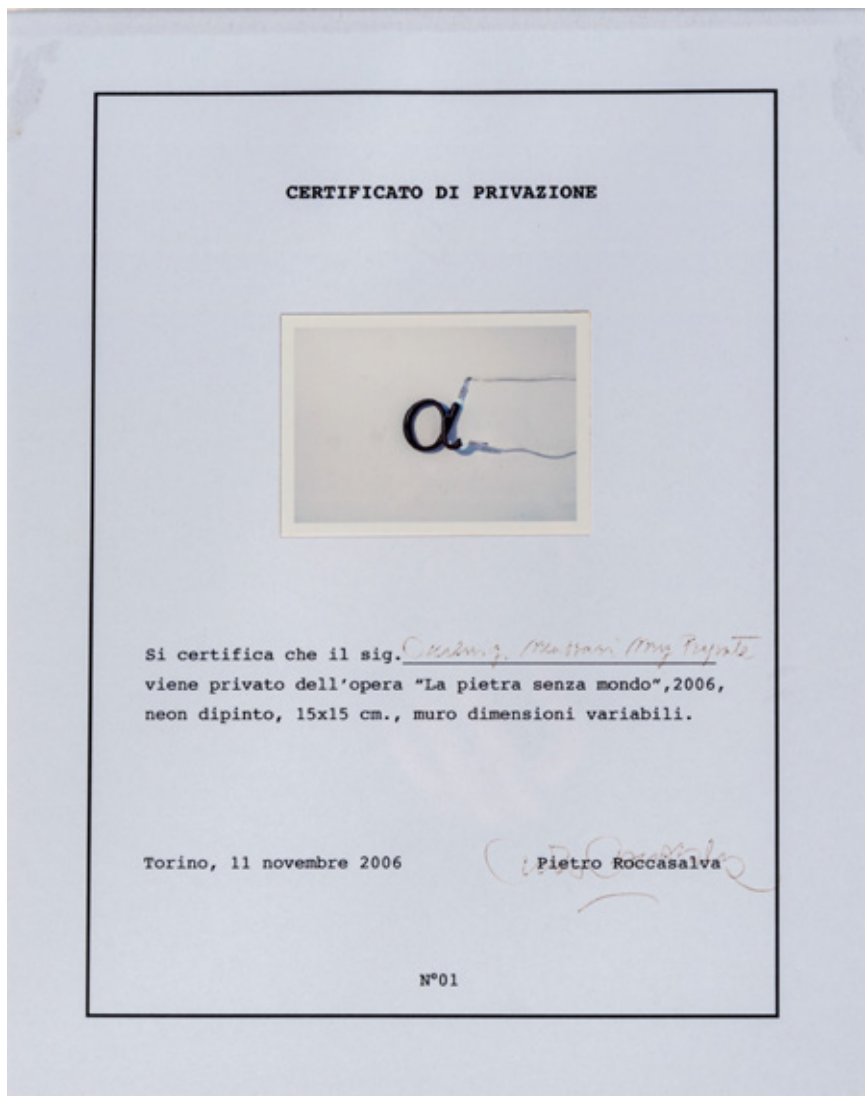 CERTIFICATO DI PRIVAZIONE
α
Si certifica che il sig.
viene privato dell'opera "La pietra senza mondo",2006,
neon dipinto, 15x15 cm., muro dimensioni variabili.
Torino, 11 novembre 2006 Pietro Roccasalva
N°01